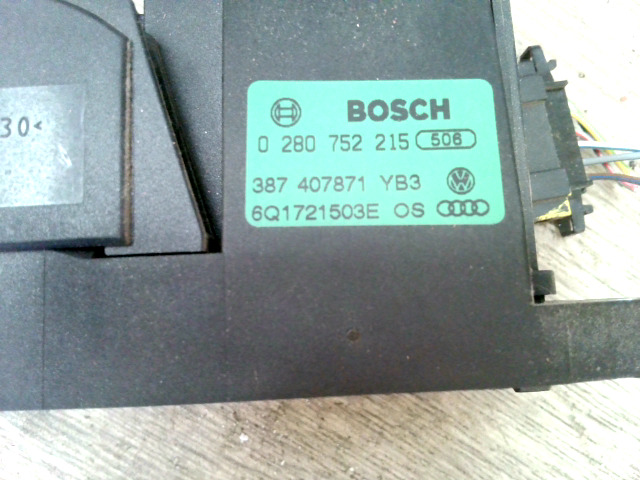 30<
BOSCH
0 280 752 215 506
387 407871 YB3
6Q1721503E OS